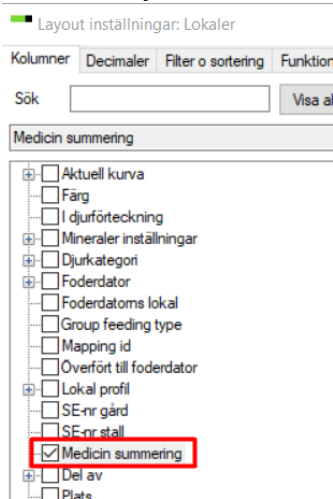 Layout inställningar: Lokaler
Kolumner Decimaler Filter o sortering Funktion
Sök Visa al
Medicin summering
Aktuell kurva
Färg
I djurförteckning
Mineraler inställningar
Djurkategori
Foderdator
Foderdatorns lokal
Group feeding type
Mapping id
Överfört till foderdator
Lokal profil
SE-nr gård
SE-nr stall
Medicin summering
Del av
Plats